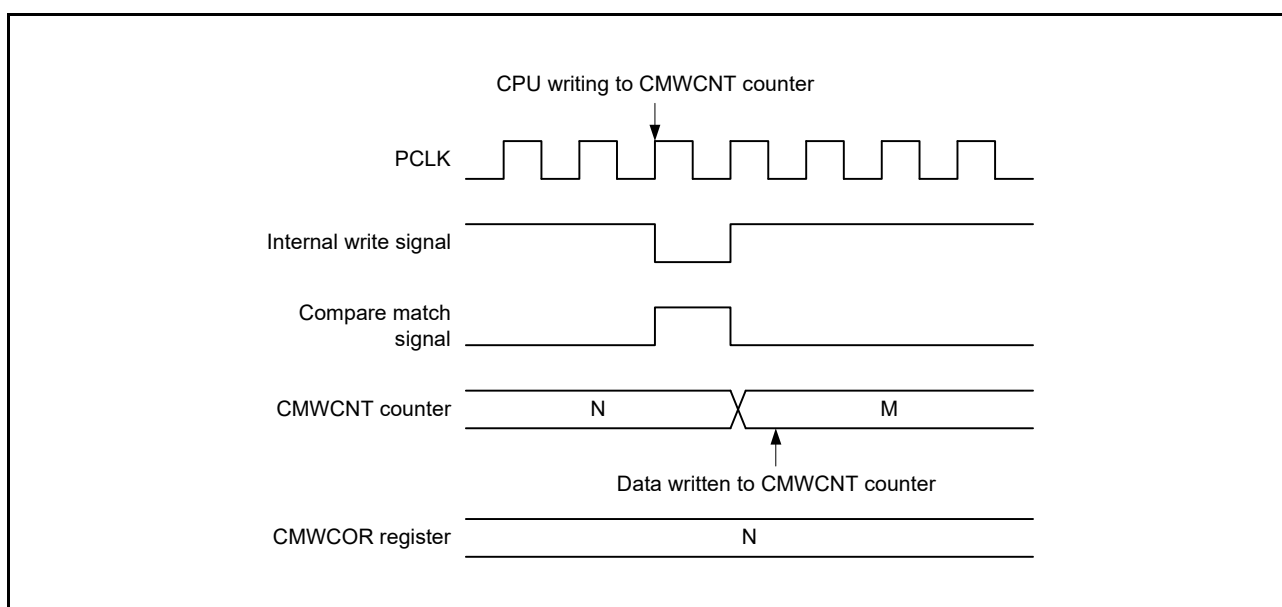 CPU writing to CMWCNT counter
PCLK
Internal write signal
Compare match
signal
CMWCNT counter
N
M
Data written to CMWCNT counter
CMWCOR register
N